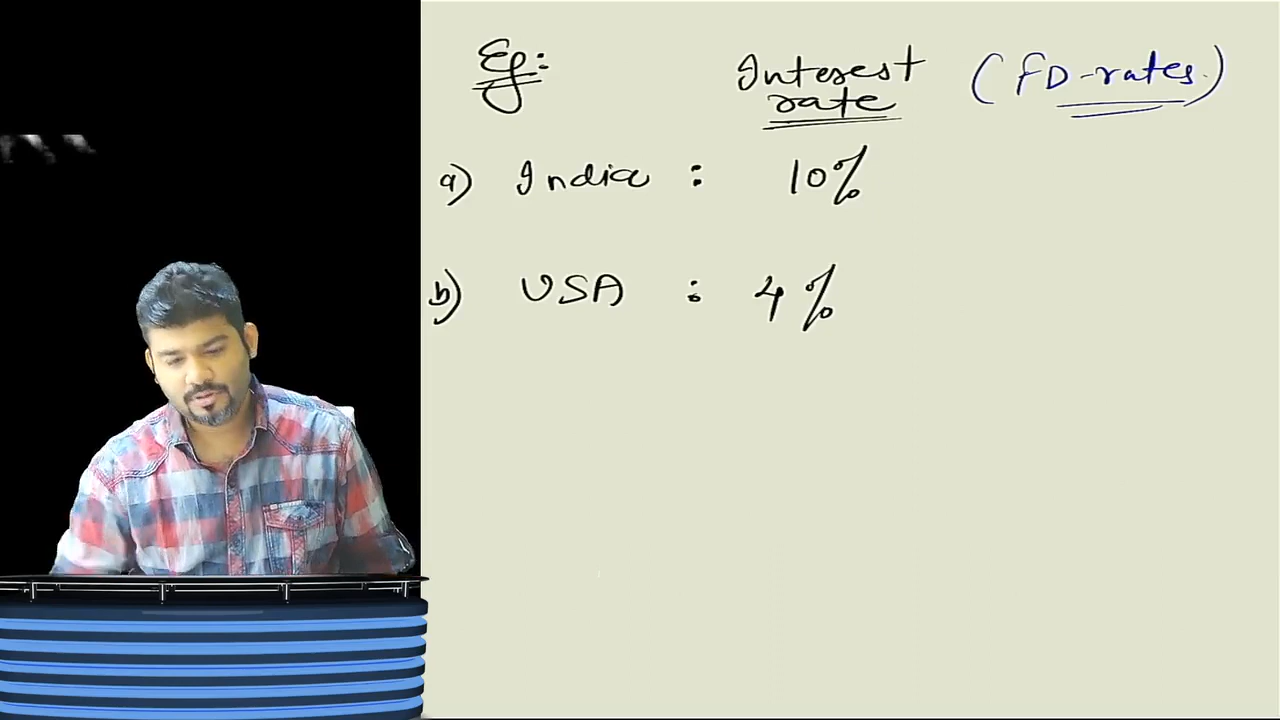 Eg: Interest (FD-rates.)
rate
a) India : 10%
b) USA : 4%